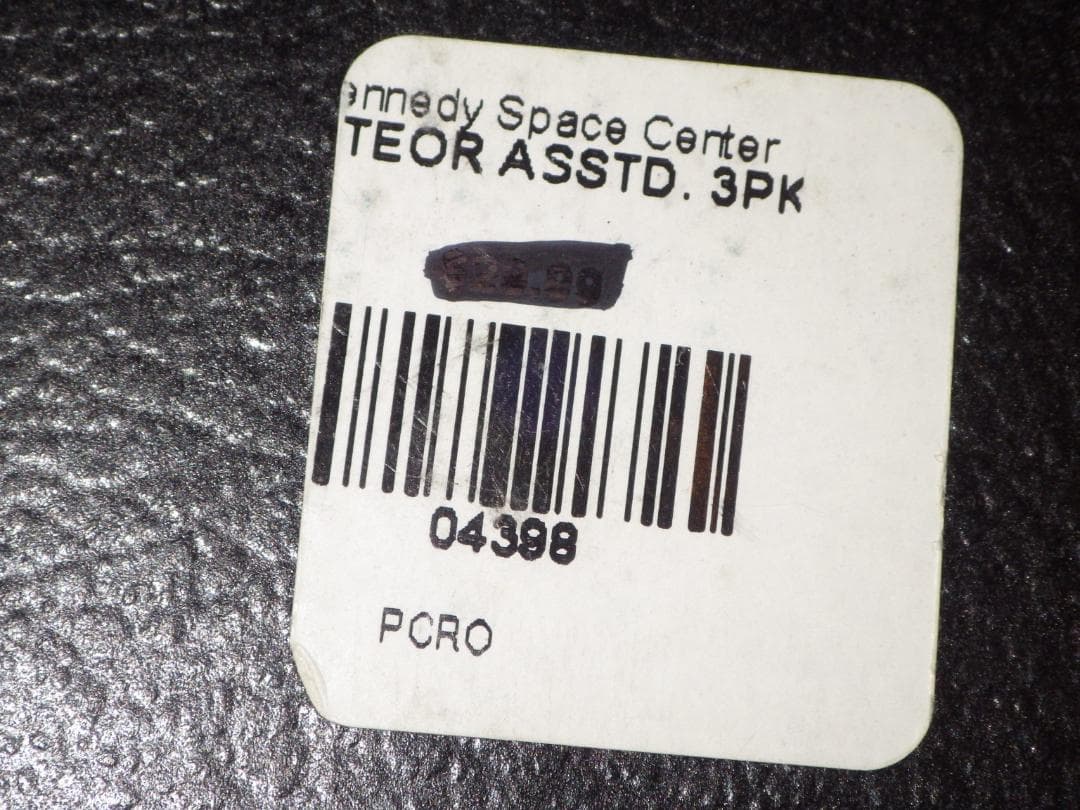 ennedy Space Center
TEOR ASSTD. 3PK
04398
PCRO